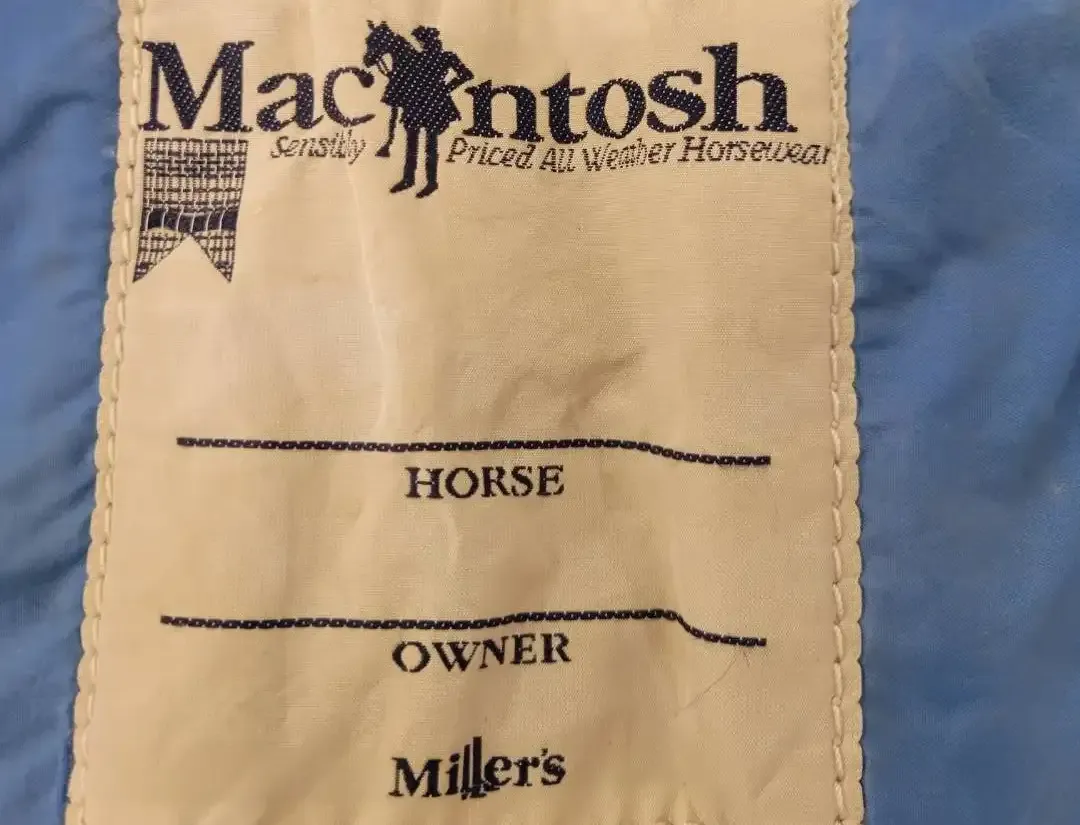 MacIntosh
Sensibly Priced All Weather Horsewear
HORSE
OWNER
Miller's